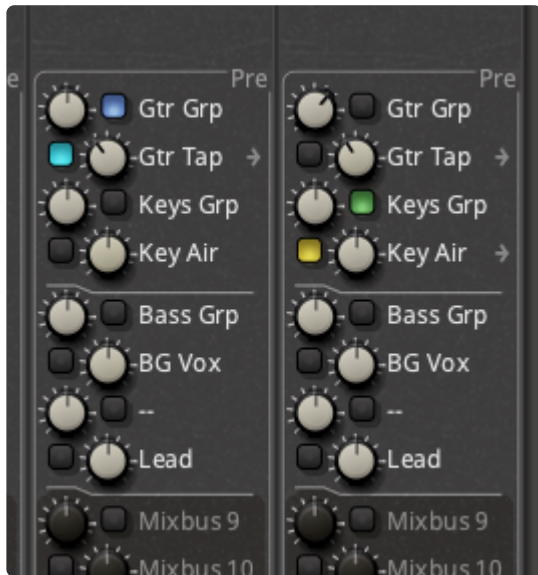 e
Pre
Gtr Grp
Gtr Tap
Keys Grp
Key Air
Bass Grp
BG Vox
--
Lead
Mixbus 9
Mixbus 10
Pre
Gtr Grp
Gtr Tap
Keys Grp
Key Air
Bass Grp
BG Vox
--
Lead
Mixbus 9
Mixbus 10